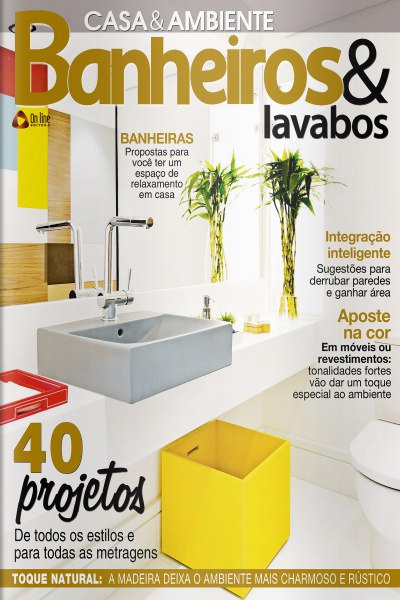 CASA&AMBIENTE
Banheiros&
lavabos
On line
EDITORA
BANHEIRAS
Propostas para
você ter um
espaço de
relaxamento
em casa
Integração
inteligente
Sugestões para
derrubar paredes
e ganhar área
Aposte
na cor
Em móveis ou
revestimentos:
tonalidades fortes
vão dar um toque
especial ao ambiente
40
projetos
De todos os estilos e
para todas as metragens
TOQUE NATURAL: A MADEIRA DEIXA O AMBIENTE MAIS CHARMOSO E RÚSTICO